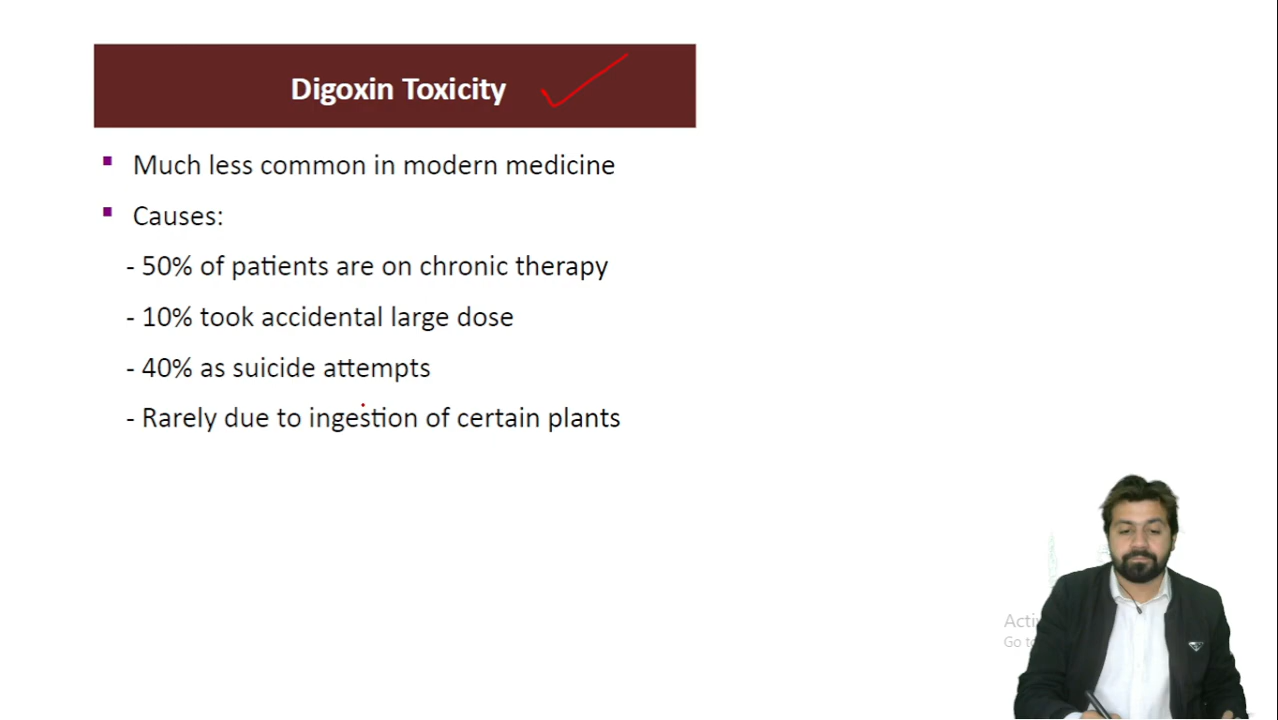 Digoxin Toxicity
▪ Much less common in modern medicine
▪ Causes:
- 50% of patients are on chronic therapy
- 10% took accidental large dose
- 40% as suicide attempts
- Rarely due to ingestion of certain plants
Acti
Go to